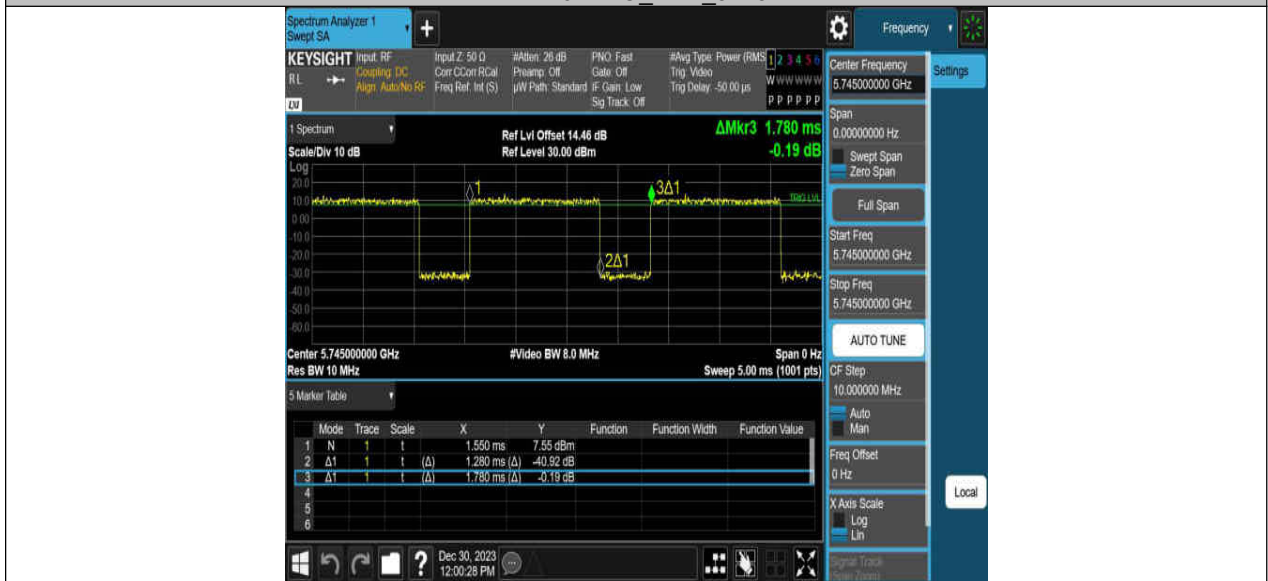 Spectrum Analyzer 1
Swept SA
+
Frequency
KEYSIGHT
RL
LXI
Input: RF
Coupling: DC
Align: Auto/No RF
Input Z: 50 Ω
Corr CCorr RCal
Freq Ref: Int (S)
#Atten: 26 dB
Preamp: Off
µW Path: Standard
PNO: Fast
Gate: Off
IF Gain: Low
Sig Track: Off
#Avg Type: Power (RMS
Trig: Video
Trig Delay: -50.00 µs
1 2 3 4 5 6
W W W W W W
P P P P P P
1 Spectrum
Scale/Div 10 dB
Ref Lvl Offset 14.46 dB
Ref Level 30.00 dBm
ΔMkr3 1.780 ms
-0.19 dB
Log
20.0
10.0
0.00
-10.0
-20.0
-30.0
-40.0
-50.0
-60.0
1
3Δ1
TRIG LVL
2Δ1
Center 5.745000000 GHz
#Video BW 8.0 MHz
Span 0 Hz
Res BW 10 MHz
Sweep 5.00 ms (1001 pts)
5 Marker Table
Mode Trace Scale X Y Function Function Width Function Value
1 N 1 t 1.550 ms 7.55 dBm
2 Δ1 1 t (Δ) 1.280 ms (Δ) -40.92 dB
3 Δ1 1 t (Δ) 1.780 ms (Δ) -0.19 dB
4
5
6
Dec 30, 2023
12:00:28 PM
Center Frequency
5.745000000 GHz
Settings
Span
0.00000000 Hz
Swept Span
Zero Span
Full Span
Start Freq
5.745000000 GHz
Stop Freq
5.745000000 GHz
AUTO TUNE
CF Step
10.000000 MHz
Auto
Man
Freq Offset
0 Hz
X Axis Scale
Log
Lin
Signal Track
(Span Zoom)
Local